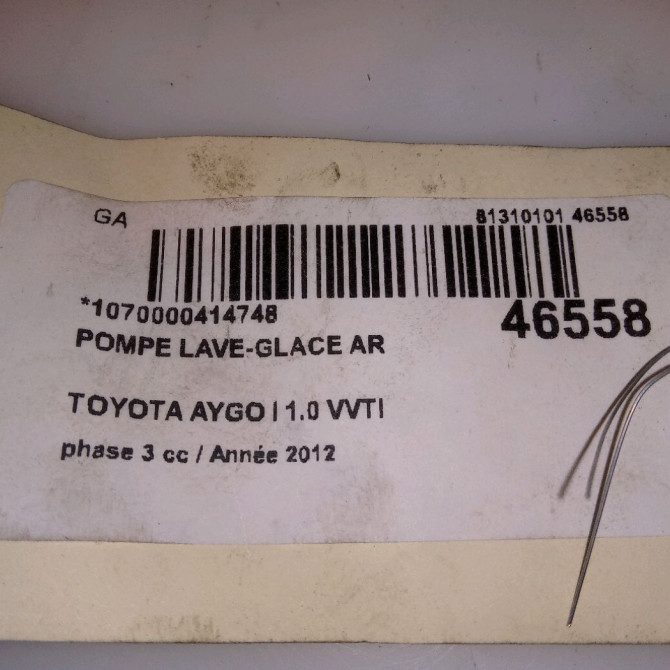 GA 81310101 46558
*1070000414748 46558
POMPE LAVE-GLACE AR
TOYOTA AYGO I 1.0 VVTI
phase 3 cc / Année 2012